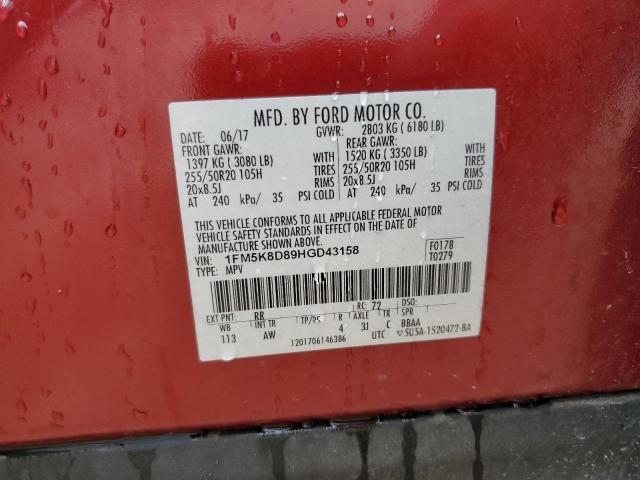 MFD. BY FORD MOTOR CO.
DATE: 06/17 GVWR: 2803 KG ( 6180 LB)
FRONT GAWR: REAR GAWR:
1397 KG ( 3080 LB) WITH 1520 KG ( 3350 LB) WITH
255/50R20 105H TIRES 255/50R20 105H TIRES
20x8.5J RIMS 20x8.5J RIMS
AT 240 kPa/ 35 PSI COLD AT 240 kPa/ 35 PSI COLD
THIS VEHICLE CONFORMS TO ALL APPLICABLE FEDERAL MOTOR
VEHICLE SAFETY STANDARDS IN EFFECT ON THE DATE OF
MANUFACTURE SHOWN ABOVE.
VIN: 1FM5K8D89HGD43158 F0178
TYPE: MPV T0279
EXT PNT: RR RC: 72 DSO:
WB INT TR TP/PS R AXLE TR SPR
113 AW 4 3J C BBAA
1201706146386 UTC ▽5U5A-1520472-BA